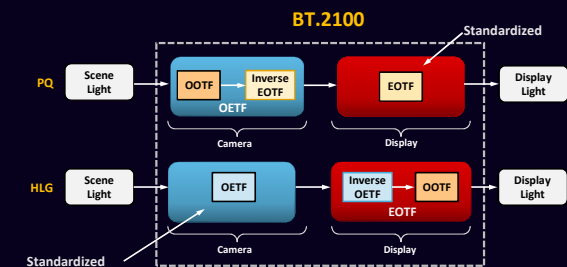 BT.2100
Standardized
PQ
Scene
Light
OOTF
Inverse
EOTF
OETF
EOTF
Display
Light
Camera
Display
HLG
Scene
Light
OETF
Inverse
OETF
OOTF
EOTF
Display
Light
Camera
Display
Standardized